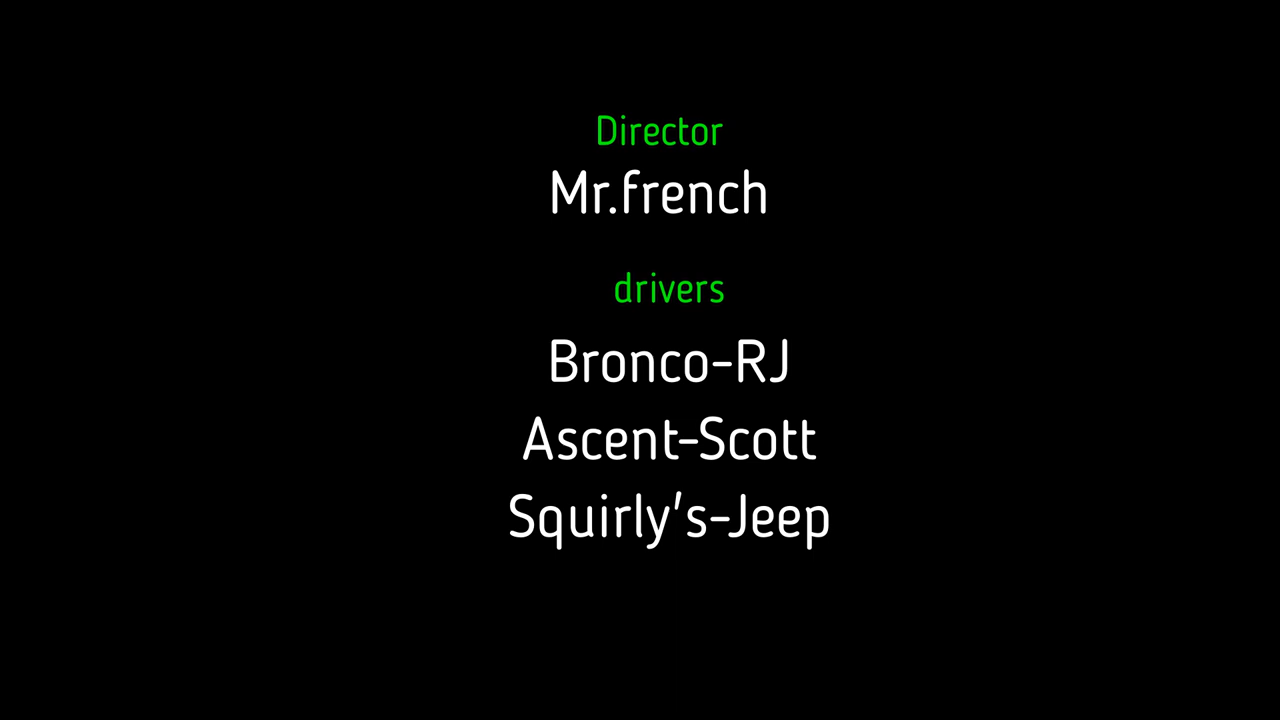 Director
Mr.french
drivers
Bronco-RJ
Ascent-Scott
Squirly's-Jeep